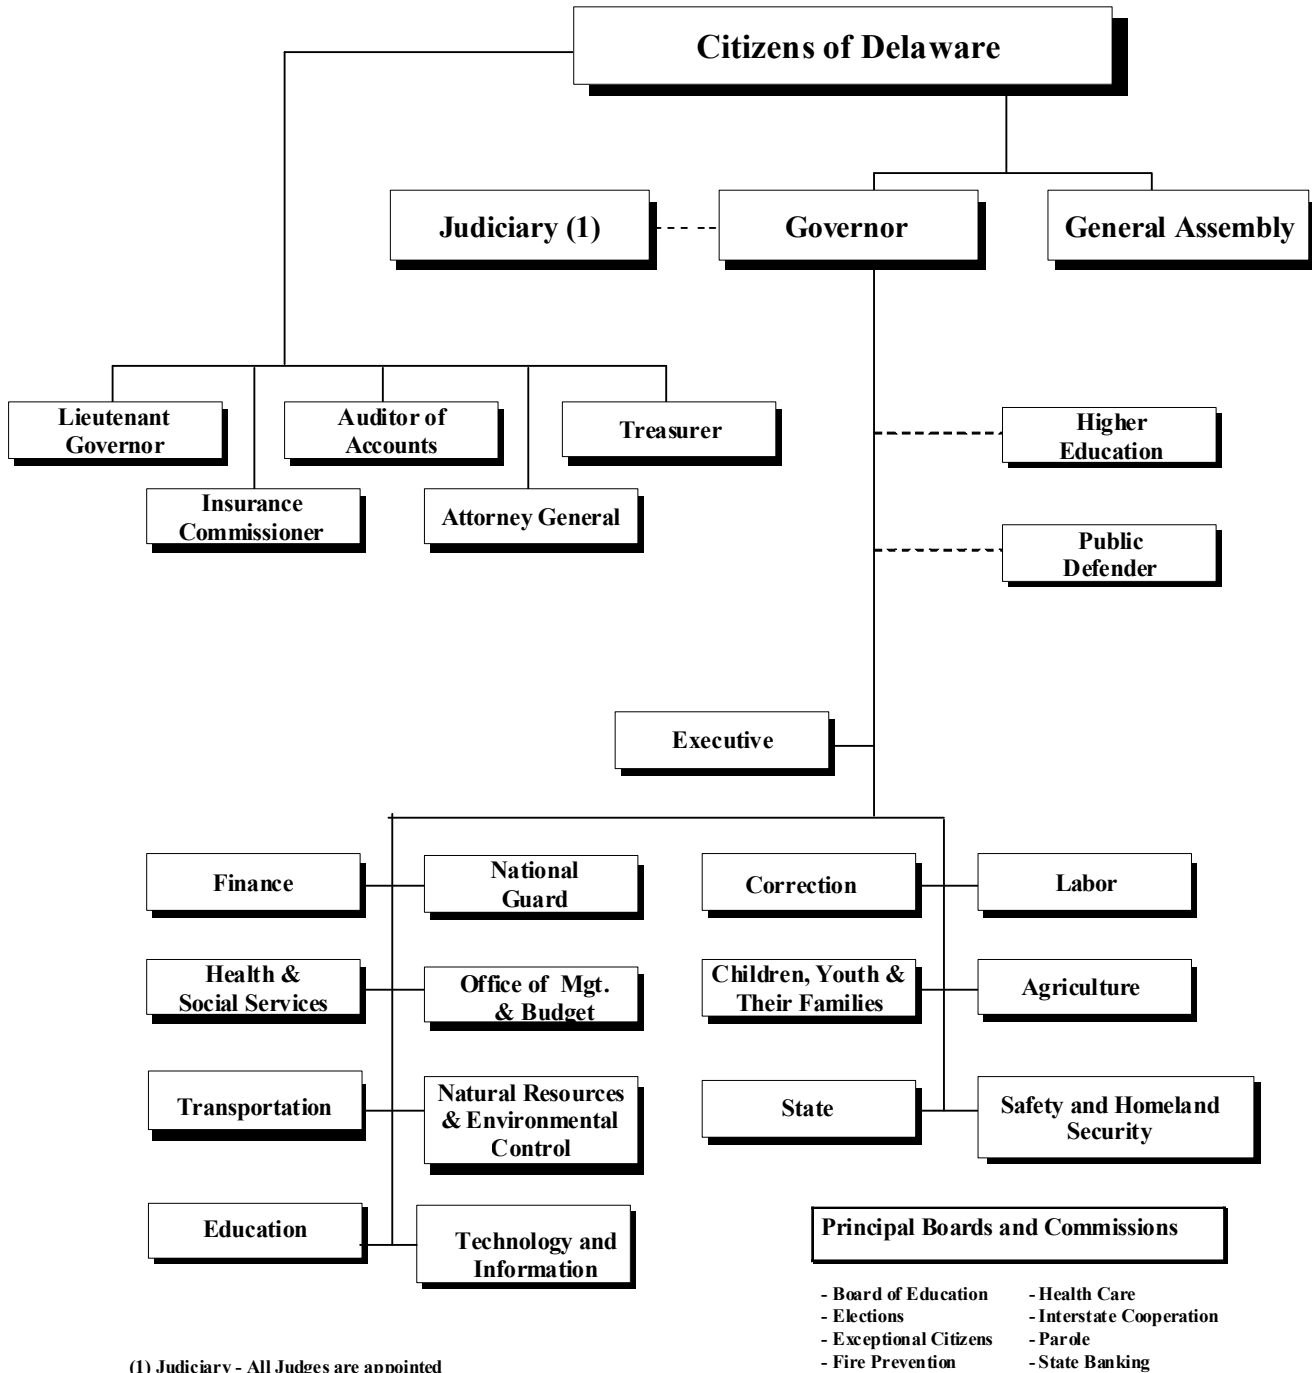 Citizens of Delaware
Judiciary (1)
Governor
General Assembly
Lieutenant
Governor
Auditor of
Accounts
Treasurer
Insurance
Commissioner
Attorney General
Higher
Education
Public
Defender
Executive
Finance
National
Guard
Correction
Labor
Health &
Social Services
Office of Mgt.
& Budget
Children, Youth &
Their Families
Agriculture
Transportation
Natural Resources
& Environmental
Control
State
Safety and Homeland
Security
Education
Technology and
Information
Principal Boards and Commissions
- Board of Education
- Elections
- Exceptional Citizens
- Fire Prevention
- Health Care
- Interstate Cooperation
- Parole
- State Banking
(1) Judiciary - All Judges are appointed